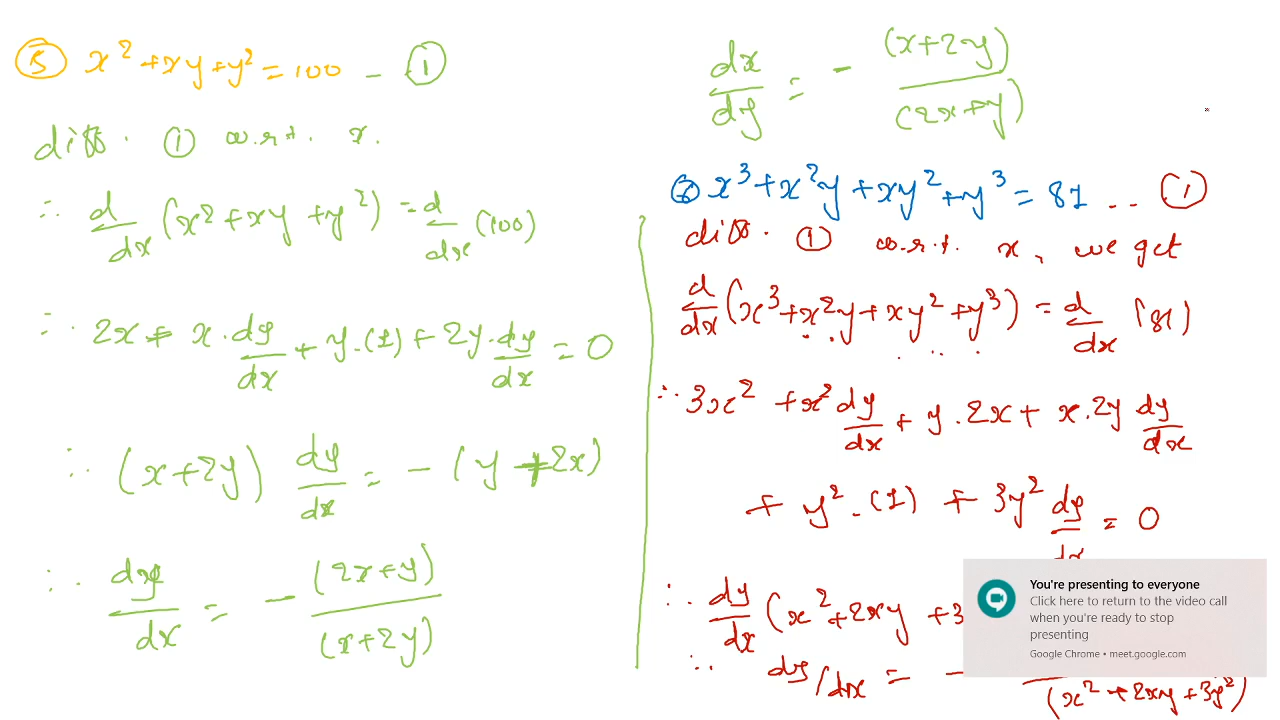 ⑤ x² + xy + y² = 100 - ①
diff. ① w.r.t. x.
∴ d/dx (x² + xy + y²) = d/dx (100)
∴ 2x + x · dy/dx + y · (1) + 2y · dy/dx = 0
∴ (x + 2y) dy/dx = - (y + 2x)
∴ dy/dx = - (2x + y) / (x + 2y)
dx/dy = - (x + 2y) / (2x + y)
⑥ x³ + x²y + xy² + y³ = 81 .. ①
diff. ① w.r.t. x, we get
d/dx (x³ + x²y + xy² + y³) = d/dx (81)
∴ 3x² + x² dy/dx + y · 2x + x · 2y dy/dx
+ y² · (1) + 3y² dy/dx = 0
∴ dy/dx (x² + 2xy + 3
∴ dy/dx = - (x² + 2xy + 3y²)
You're presenting to everyone
Click here to return to the video call
when you're ready to stop
presenting
Google Chrome • meet.google.com